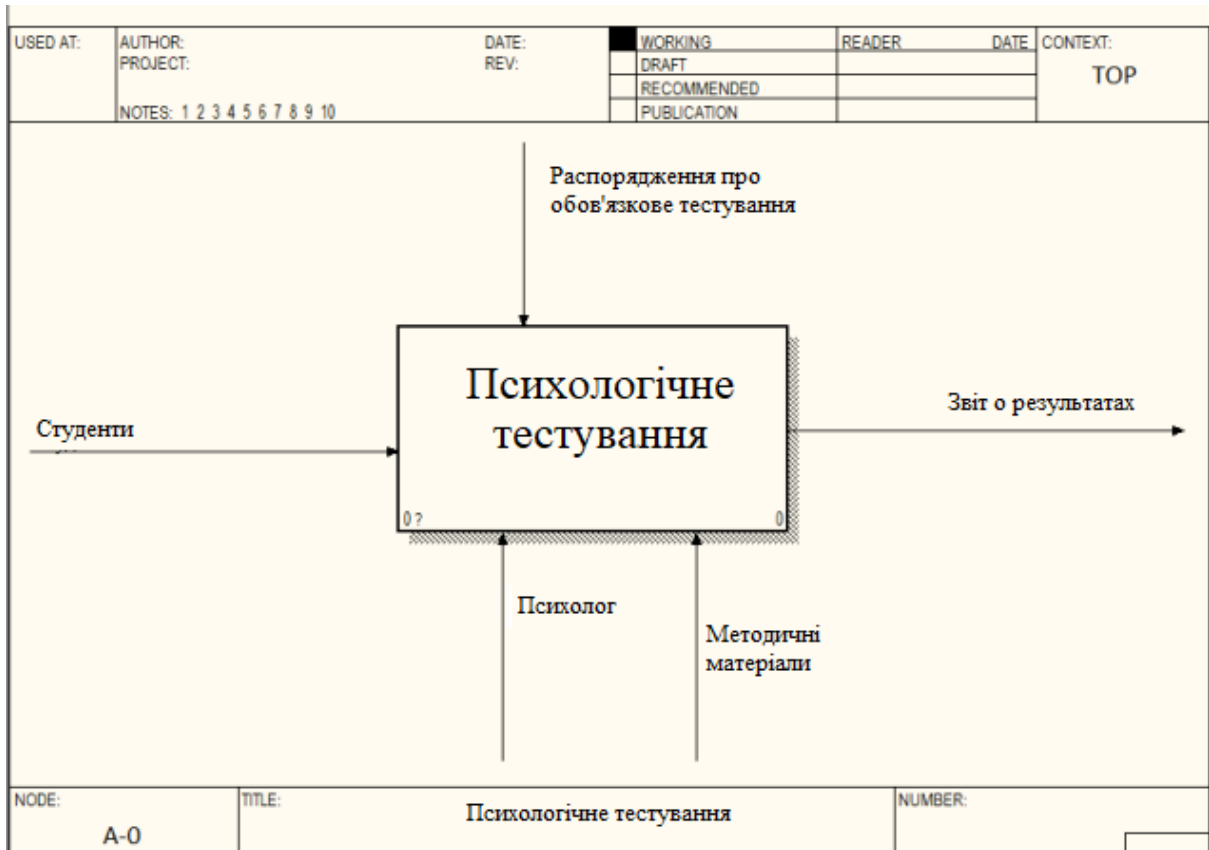 USED AT:
AUTHOR:
DATE:
WORKING
READER
DATE
CONTEXT:
PROJECT:
REV:
DRAFT
TOP
RECOMMENDED
NOTES: 1 2 3 4 5 6 7 8 9 10
PUBLICATION
Распорядження про
обов'язкове тестування
Психологічне
тестування
Студенти
Звіт о результатах
0 ?
0
Психолог
Методичні
матеріали
NODE:
TITLE:
NUMBER:
Психологічне тестування
A-0